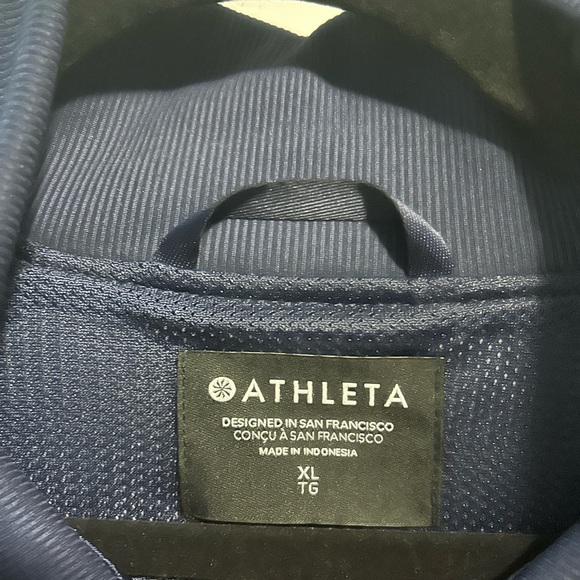 ATHLETA
DESIGNED IN SAN FRANCISCO
CONÇU À SAN FRANCISCO
MADE IN INDONESIA
XL
TG